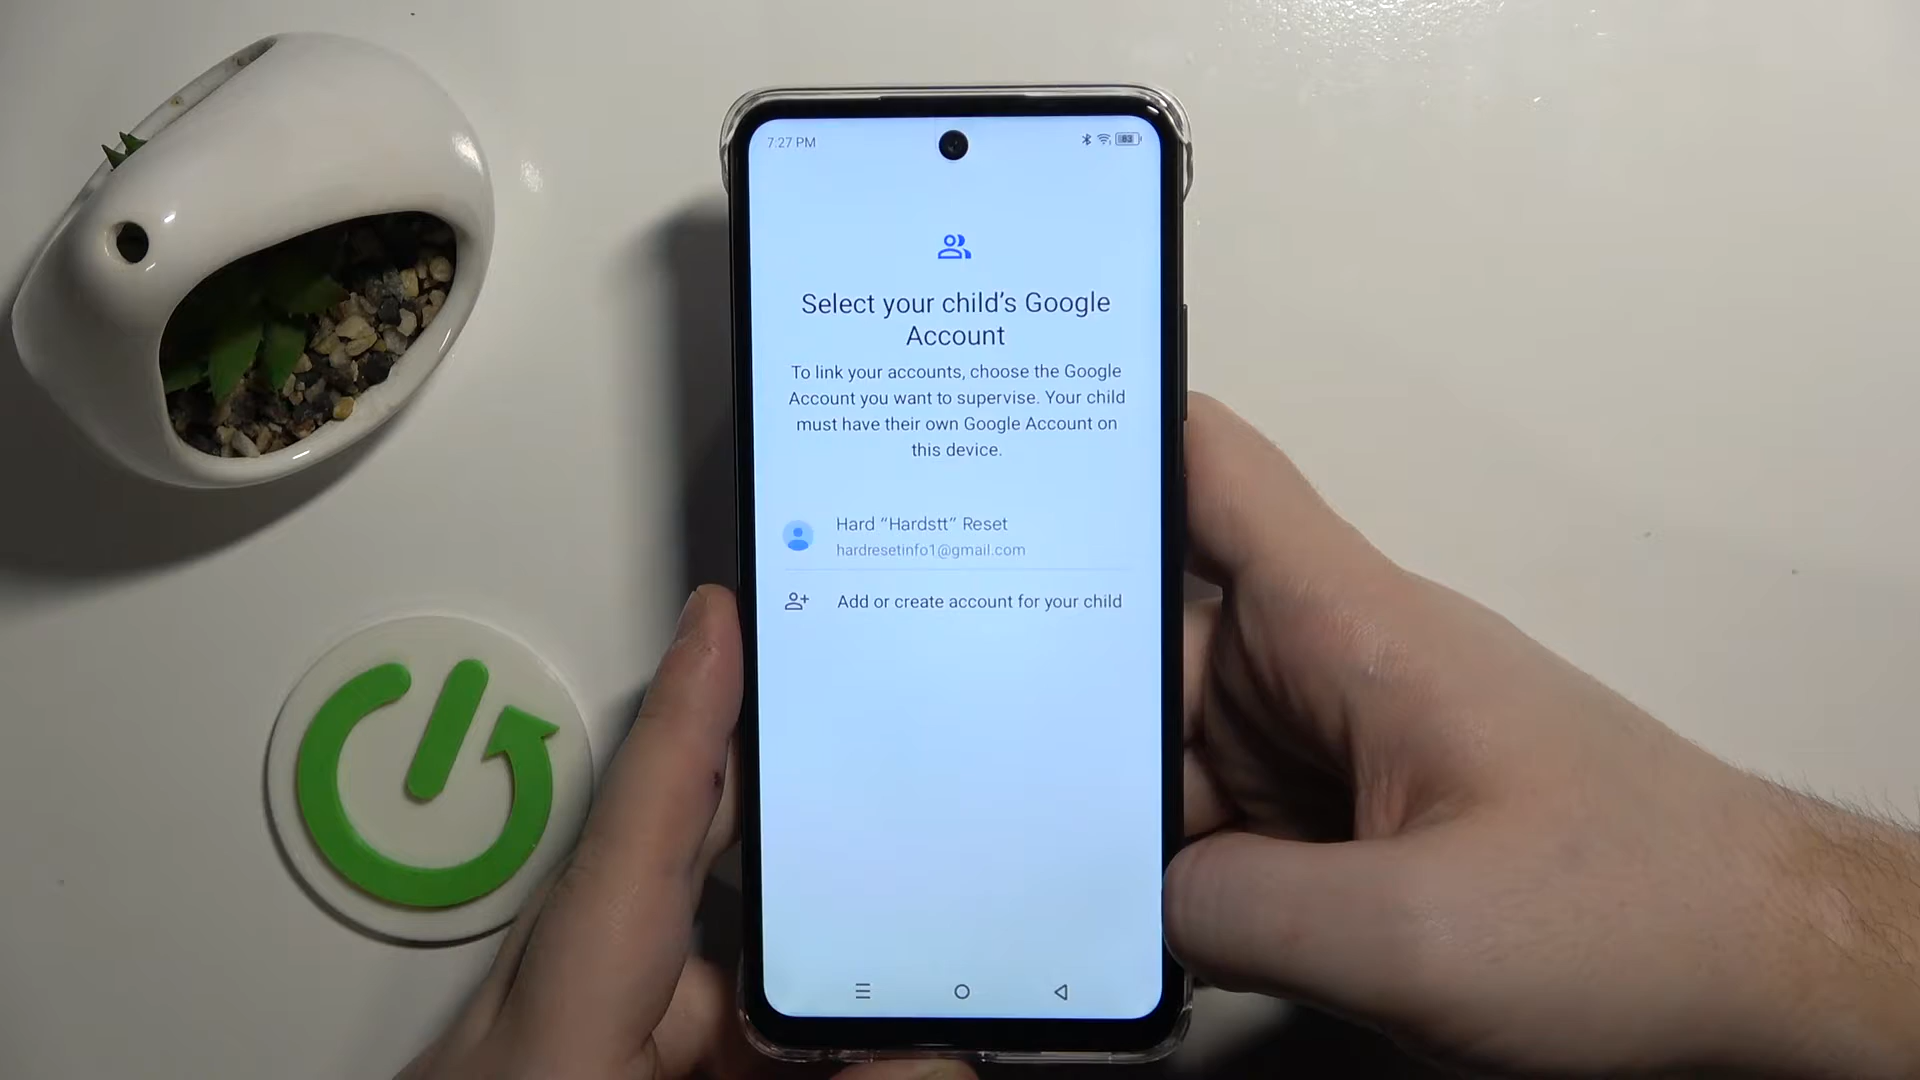 7:27 PM
83
Select your child's Google
Account
To link your accounts, choose the Google
Account you want to supervise. Your child
must have their own Google Account on
this device.
Hard “Hardstt” Reset
hardresetinfo1@gmail.com
Add or create account for your child